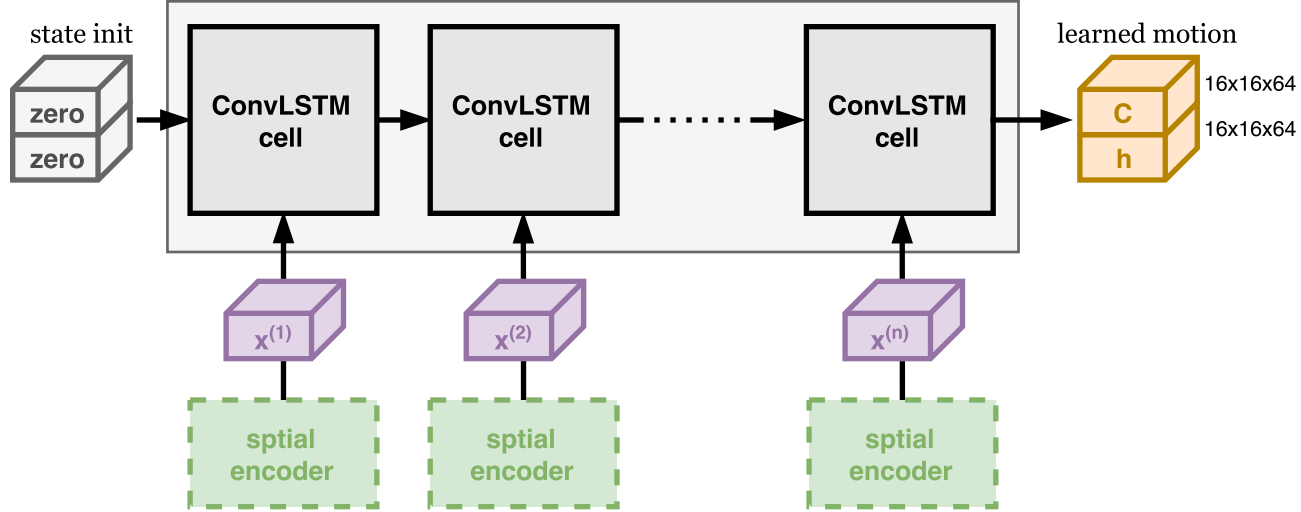 state init
learned motion
zero
zero
ConvLSTM
cell
ConvLSTM
cell
ConvLSTM
cell
C
h
16x16x64
16x16x64
x(1)
x(2)
x(n)
sptial
encoder
sptial
encoder
sptial
encoder